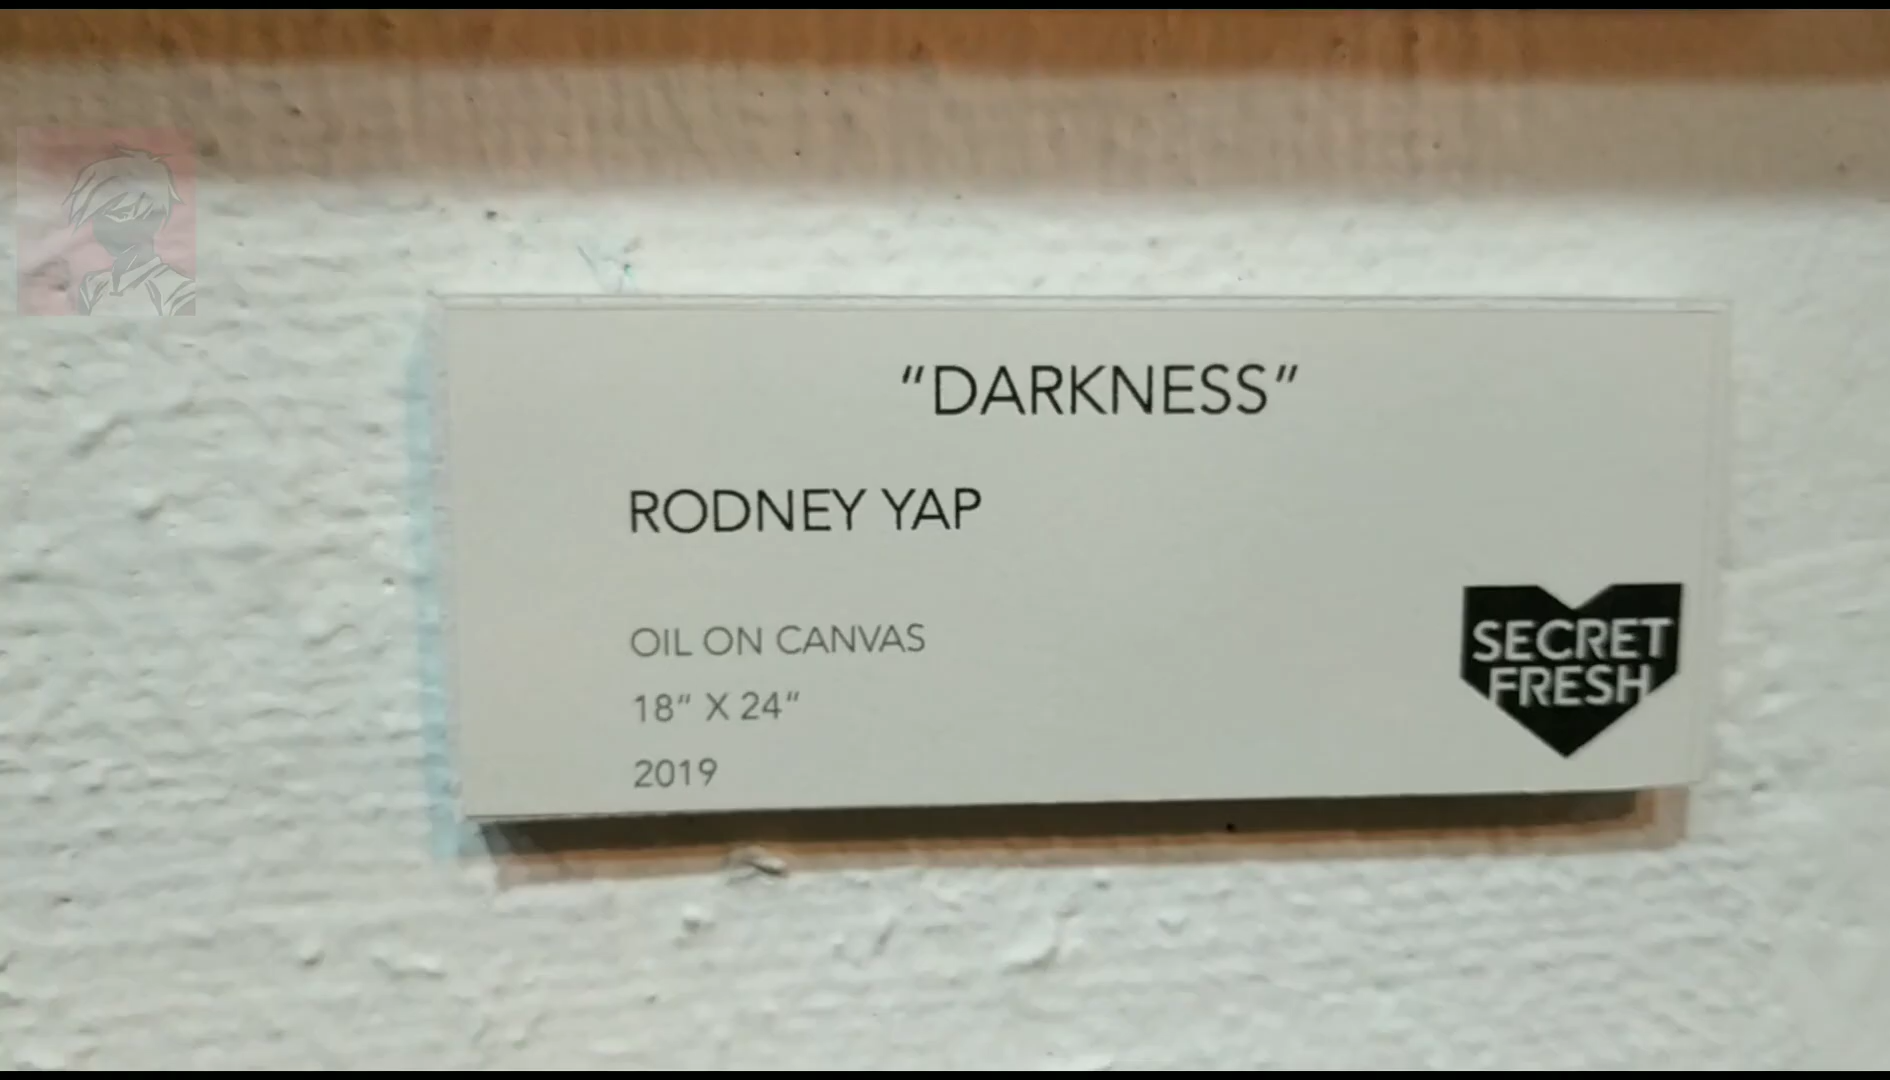 “DARKNESS”
RODNEY YAP
OIL ON CANVAS
18" X 24"
2019
SECRET
FRESH